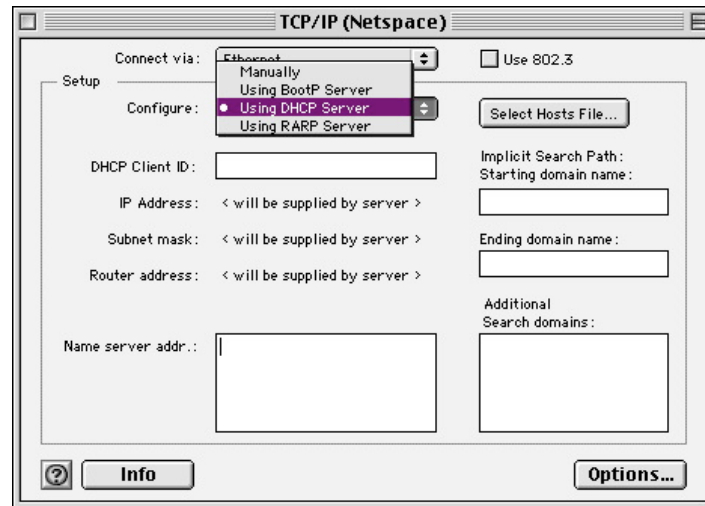 TCP/IP (Netspace)
Connect via:
Ethernet
Use 802.3
Setup
Configure:
Manually
Using BootP Server
Using DHCP Server
Using RARP Server
Select Hosts File...
DHCP Client ID:
Implicit Search Path:
Starting domain name:
IP Address: < will be supplied by server >
Subnet mask: < will be supplied by server >
Ending domain name:
Router address: < will be supplied by server >
Additional
Search domains:
Name server addr.:
Info
Options...